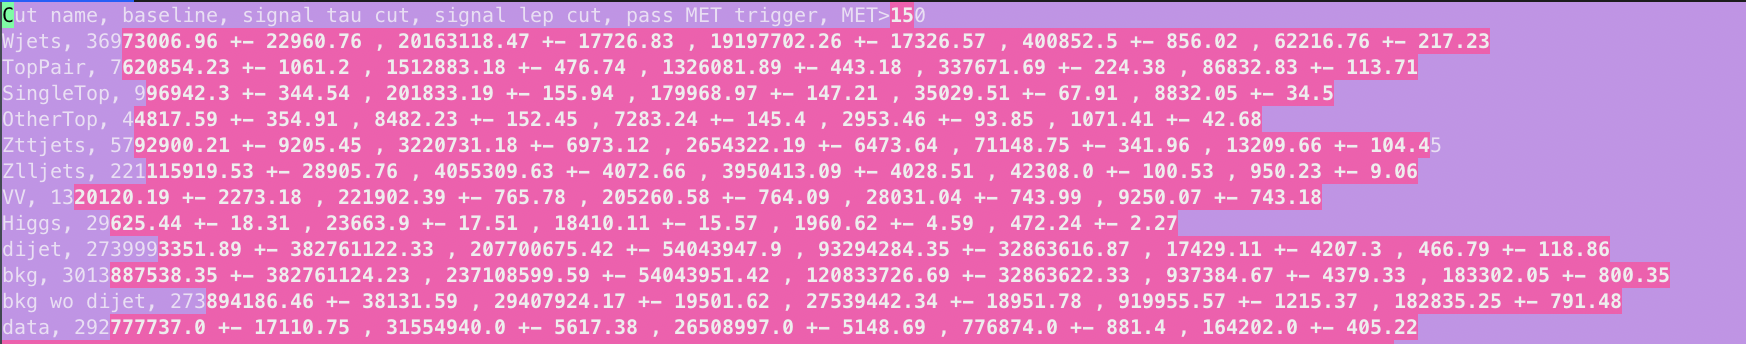 Cut name, baseline, signal tau cut, signal lep cut, pass MET trigger, MET>150
Wjets, 36973006.96 +- 22960.76 , 20163118.47 +- 17726.83 , 19197702.26 +- 17326.57 , 400852.5 +- 856.02 , 62216.76 +- 217.23
TopPair, 7620854.23 +- 1061.2 , 1512883.18 +- 476.74 , 1326081.89 +- 443.18 , 337671.69 +- 224.38 , 86832.83 +- 113.71
SingleTop, 996942.3 +- 344.54 , 201833.19 +- 155.94 , 179968.97 +- 147.21 , 35029.51 +- 67.91 , 8832.05 +- 34.5
OtherTop, 44817.59 +- 354.91 , 8482.23 +- 152.45 , 7283.24 +- 145.4 , 2953.46 +- 93.85 , 1071.41 +- 42.68
Zttjets, 5792900.21 +- 9205.45 , 3220731.18 +- 6973.12 , 2654322.19 +- 6473.64 , 71148.75 +- 341.96 , 13209.66 +- 104.45
Zlljets, 221115919.53 +- 28905.76 , 4055309.63 +- 4072.66 , 3950413.09 +- 4028.51 , 42308.0 +- 100.53 , 950.23 +- 9.06
VV, 1320120.19 +- 2273.18 , 221902.39 +- 765.78 , 205260.58 +- 764.09 , 28031.04 +- 743.99 , 9250.07 +- 743.18
Higgs, 29625.44 +- 18.31 , 23663.9 +- 17.51 , 18410.11 +- 15.57 , 1960.62 +- 4.59 , 472.24 +- 2.27
dijet, 2739993351.89 +- 382761122.33 , 207700675.42 +- 54043947.9 , 93294284.35 +- 32863616.87 , 17429.11 +- 4207.3 , 466.79 +- 118.86
bkg, 3013887538.35 +- 382761124.23 , 237108599.59 +- 54043951.42 , 120833726.69 +- 32863622.33 , 937384.67 +- 4379.33 , 183302.05 +- 800.35
bkg wo dijet, 273894186.46 +- 38131.59 , 29407924.17 +- 19501.62 , 27539442.34 +- 18951.78 , 919955.57 +- 1215.37 , 182835.25 +- 791.48
data, 292777737.0 +- 17110.75 , 31554940.0 +- 5617.38 , 26508997.0 +- 5148.69 , 776874.0 +- 881.4 , 164202.0 +- 405.22